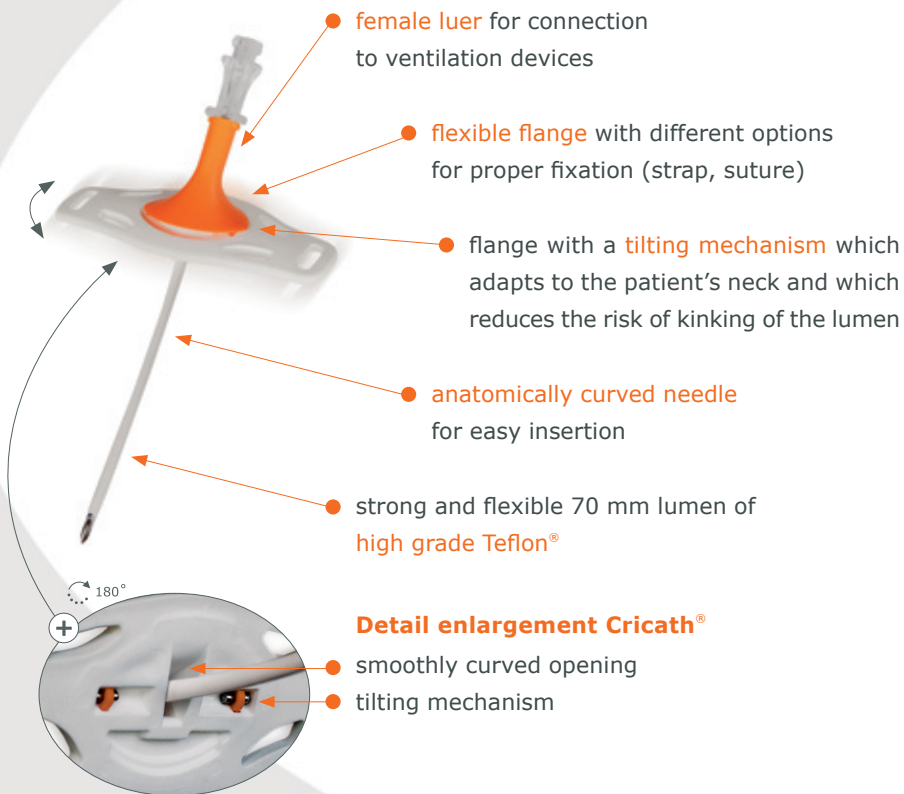 female luer for connection
to ventilation devices
flexible flange with different options
for proper fixation (strap, suture)
flange with a tilting mechanism which
adapts to the patient’s neck and which
reduces the risk of kinking of the lumen
anatomically curved needle
for easy insertion
strong and flexible 70 mm lumen of
high grade Teflon®
180°
+
Detail enlargement Cricath®
smoothly curved opening
tilting mechanism